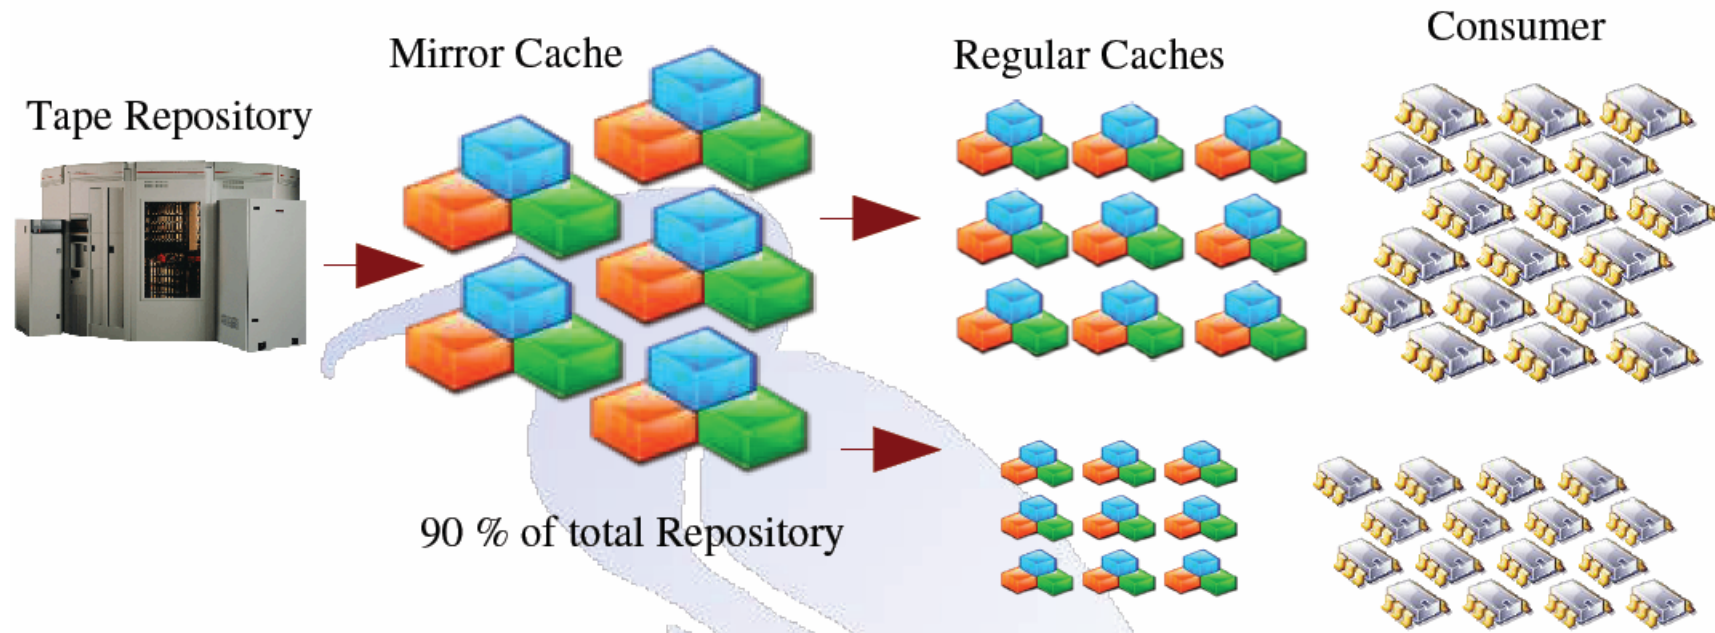 Tape Repository
Mirror Cache
Regular Caches
Consumer
90 % of total Repository